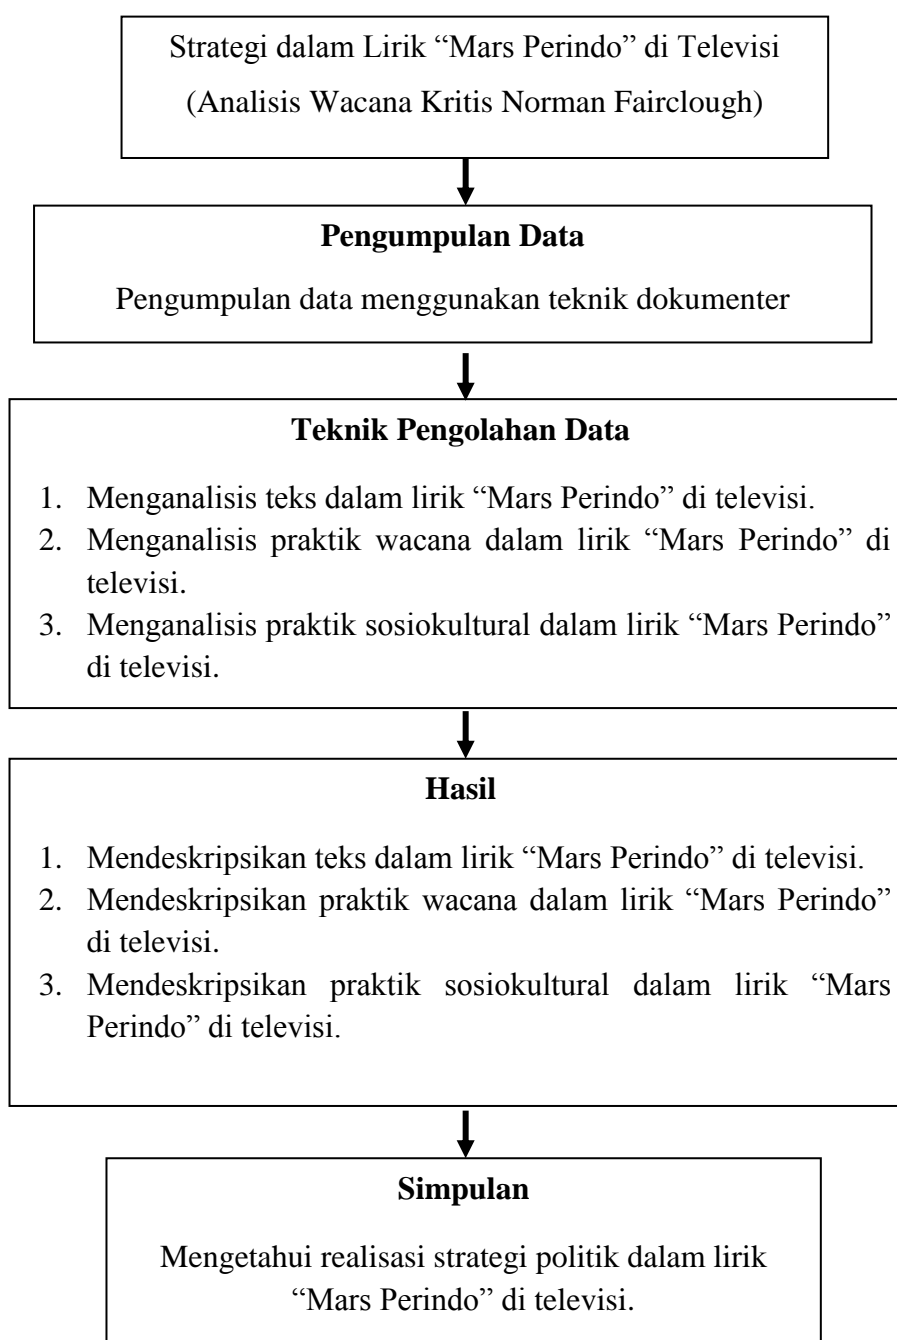 Strategi dalam Lirik “Mars Perindo” di Televisi
(Analisis Wacana Kritis Norman Fairclough)
Pengumpulan Data
Pengumpulan data menggunakan teknik dokumenter
Teknik Pengolahan Data
1. Menganalisis teks dalam lirik “Mars Perindo” di televisi.
2. Menganalisis praktik wacana dalam lirik “Mars Perindo” di
televisi.
3. Menganalisis praktik sosiokultural dalam lirik “Mars Perindo”
di televisi.
Hasil
1. Mendeskripsikan teks dalam lirik “Mars Perindo” di televisi.
2. Mendeskripsikan praktik wacana dalam lirik “Mars Perindo”
di televisi.
3. Mendeskripsikan praktik sosiokultural dalam lirik “Mars
Perindo” di televisi.
Simpulan
Mengetahui realisasi strategi politik dalam lirik
“Mars Perindo” di televisi.